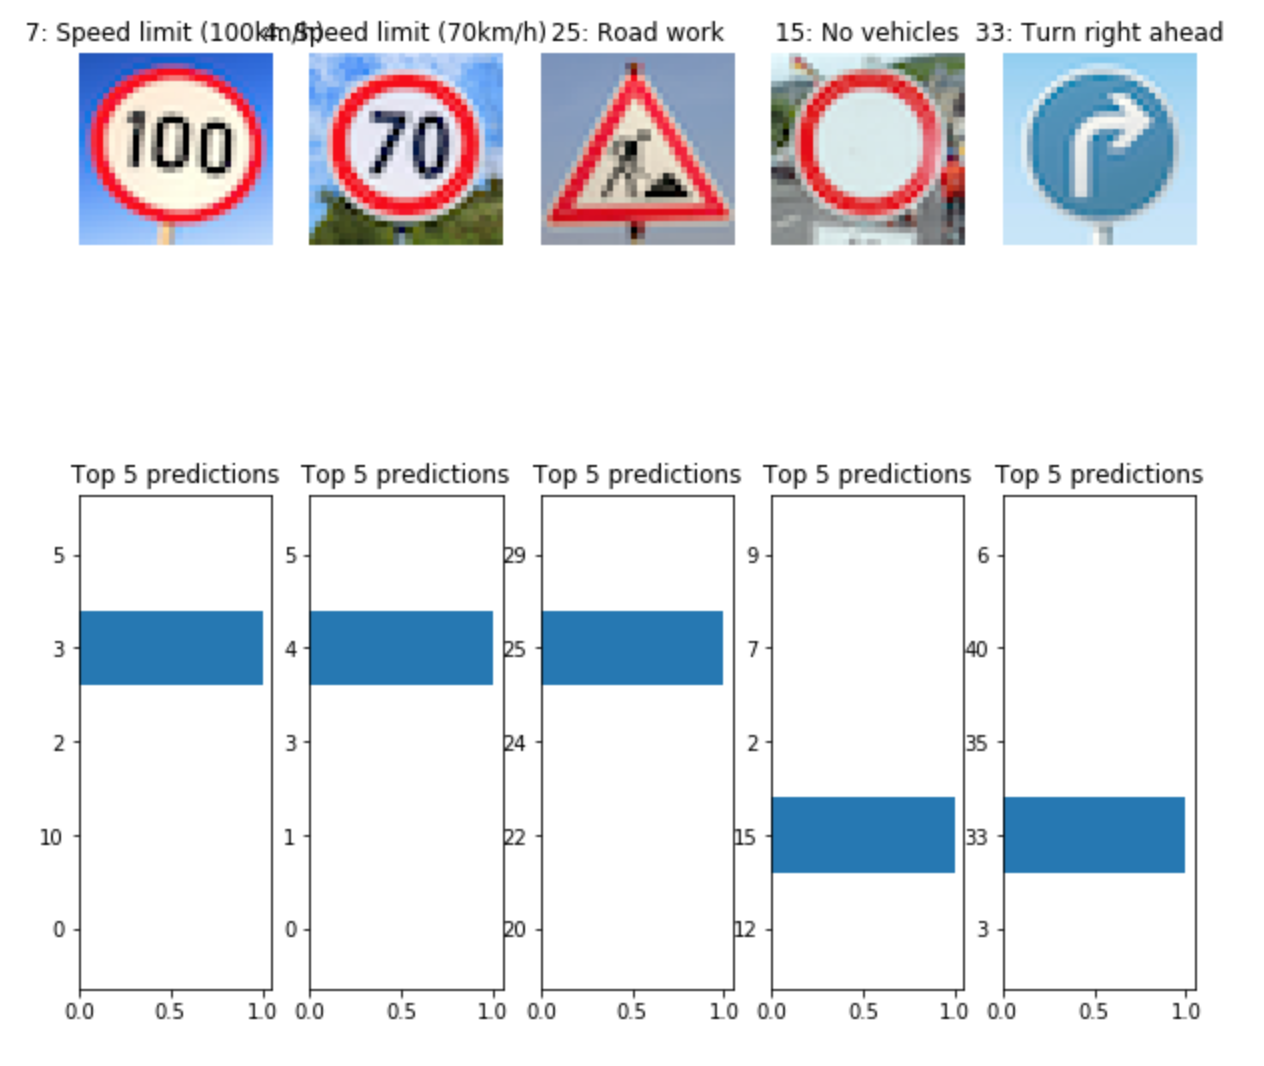 7: Speed limit (100km/h)
4: Speed limit (70km/h)
25: Road work
15: No vehicles
33: Turn right ahead
100
70
Top 5 predictions
Top 5 predictions
Top 5 predictions
Top 5 predictions
Top 5 predictions
5
3
2
10
0
0.0 0.5 1.0
5
4
3
1
0
0.0 0.5 1.0
29
25
24
22
20
0.0 0.5 1.0
9
7
2
15
12
0.0 0.5 1.0
6
40
35
33
3
0.0 0.5 1.0